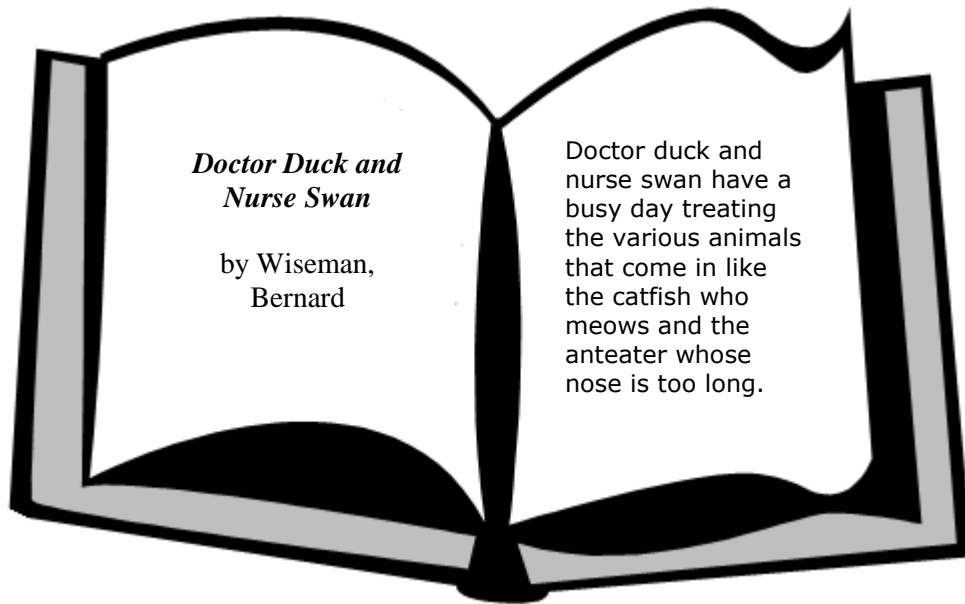 Doctor Duck and
Nurse Swan
by Wiseman,
Bernard
Doctor duck and
nurse swan have a
busy day treating
the various animals
that come in like
the catfish who
meows and the
anteater whose
nose is too long.